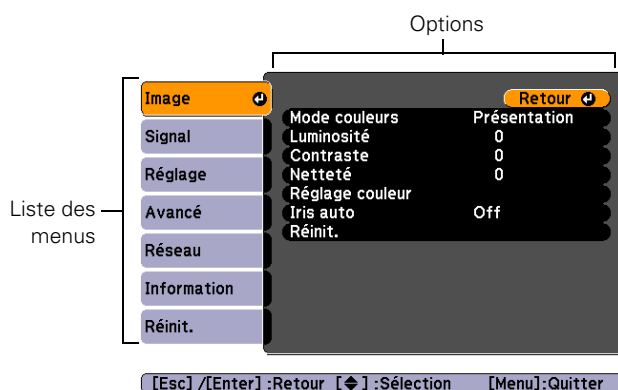 Options
Liste des
menus
Image
Signal
Réglage
Avancé
Réseau
Information
Réinit.
Retour
Mode couleurs Présentation
Luminosité 0
Contraste 0
Netteté 0
Réglage couleur
Iris auto Off
Réinit.
[Esc] /[Enter] :Retour [◆] :Sélection [Menu]:Quitter